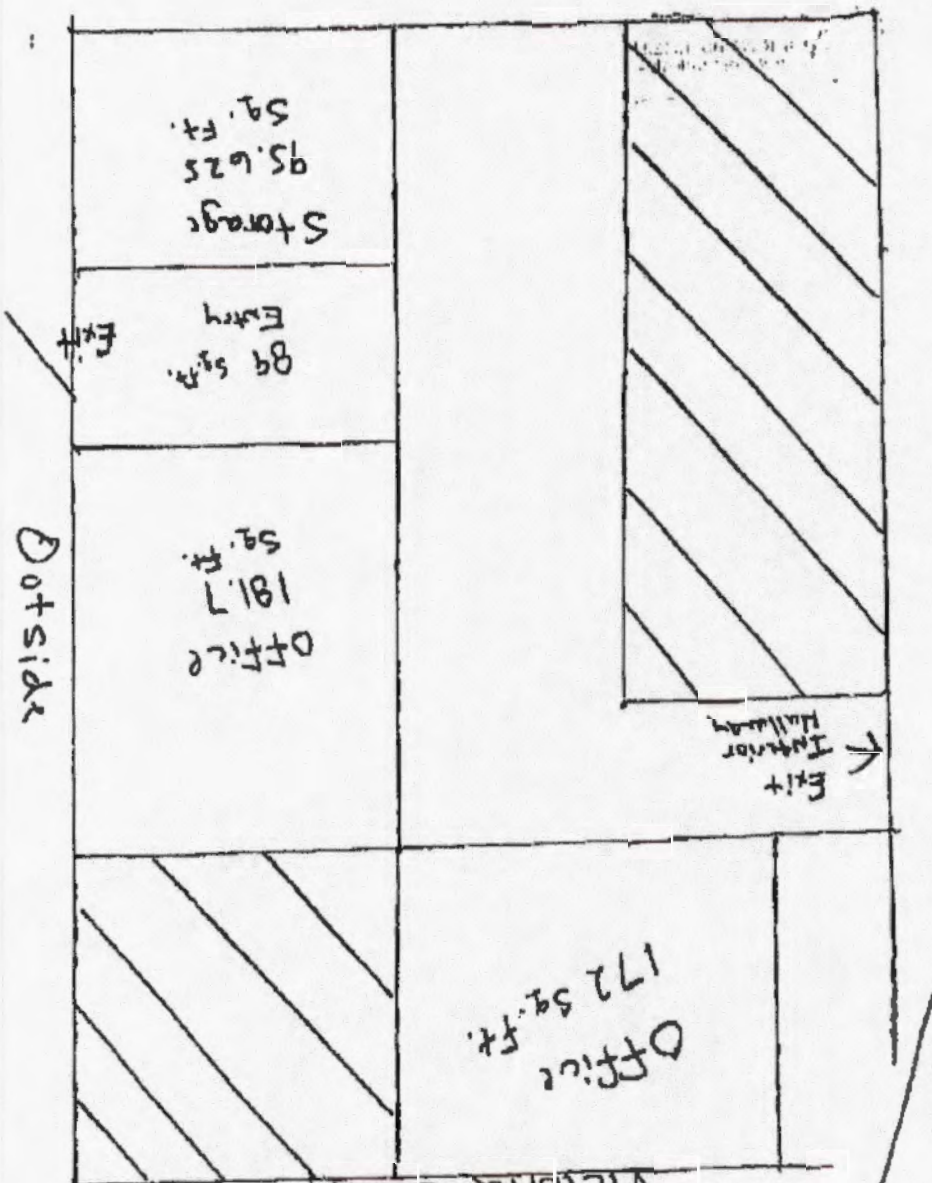 Office
172 Sq. Ft.
Exit
Interior
Hallway
Office
181.7
Sq. Ft.
Outside
89 Sq. Ft.
Entry
Exit
Storage
95.625
Sq. Ft.